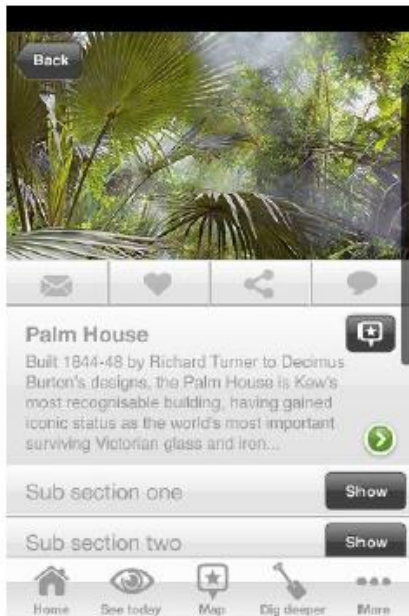 Back
Palm House
Built 1844-48 by Richard Turner to Decimus
Burton's designs, the Palm House is Kew's
most recognisable building, having gained
iconic status as the world's most important
surviving Victorian glass and iron...
Sub section one
Show
Sub section two
Show
Home
See today
Map
Dig deeper
More